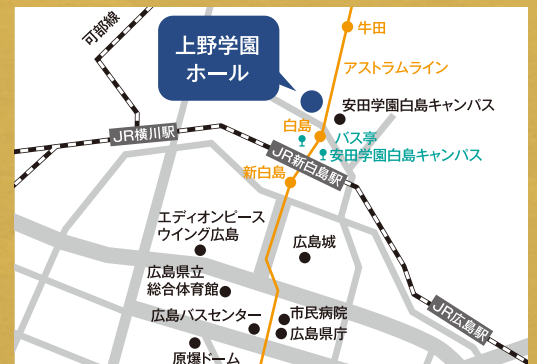 可部線
上野学園
ホール
牛田
アストラムライン
安田学園白島キャンパス
白島
バス亭
安田学園白島キャンパス
JR横川駅
JR新白島駅
新白島
エディオンピース
ウイング広島
広島城
広島県立
総合体育館
広島バスセンター
市民病院
広島県庁
JR広島駅
原爆ドーム